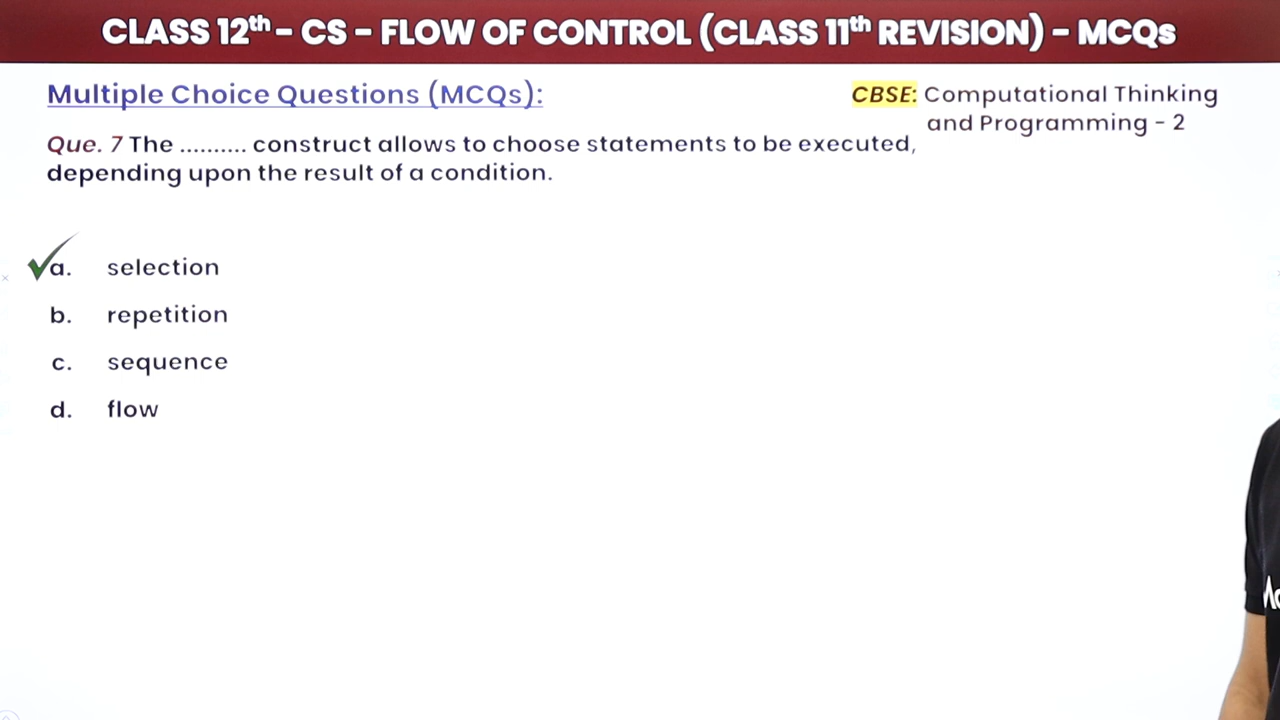 CLASS 12th – CS – FLOW OF CONTROL (CLASS 11th REVISION) – MCQs
Multiple Choice Questions (MCQs):
CBSE: Computational Thinking
and Programming - 2
Que. 7 The .......... construct allows to choose statements to be executed,
depending upon the result of a condition.
a. selection
b. repetition
c. sequence
d. flow